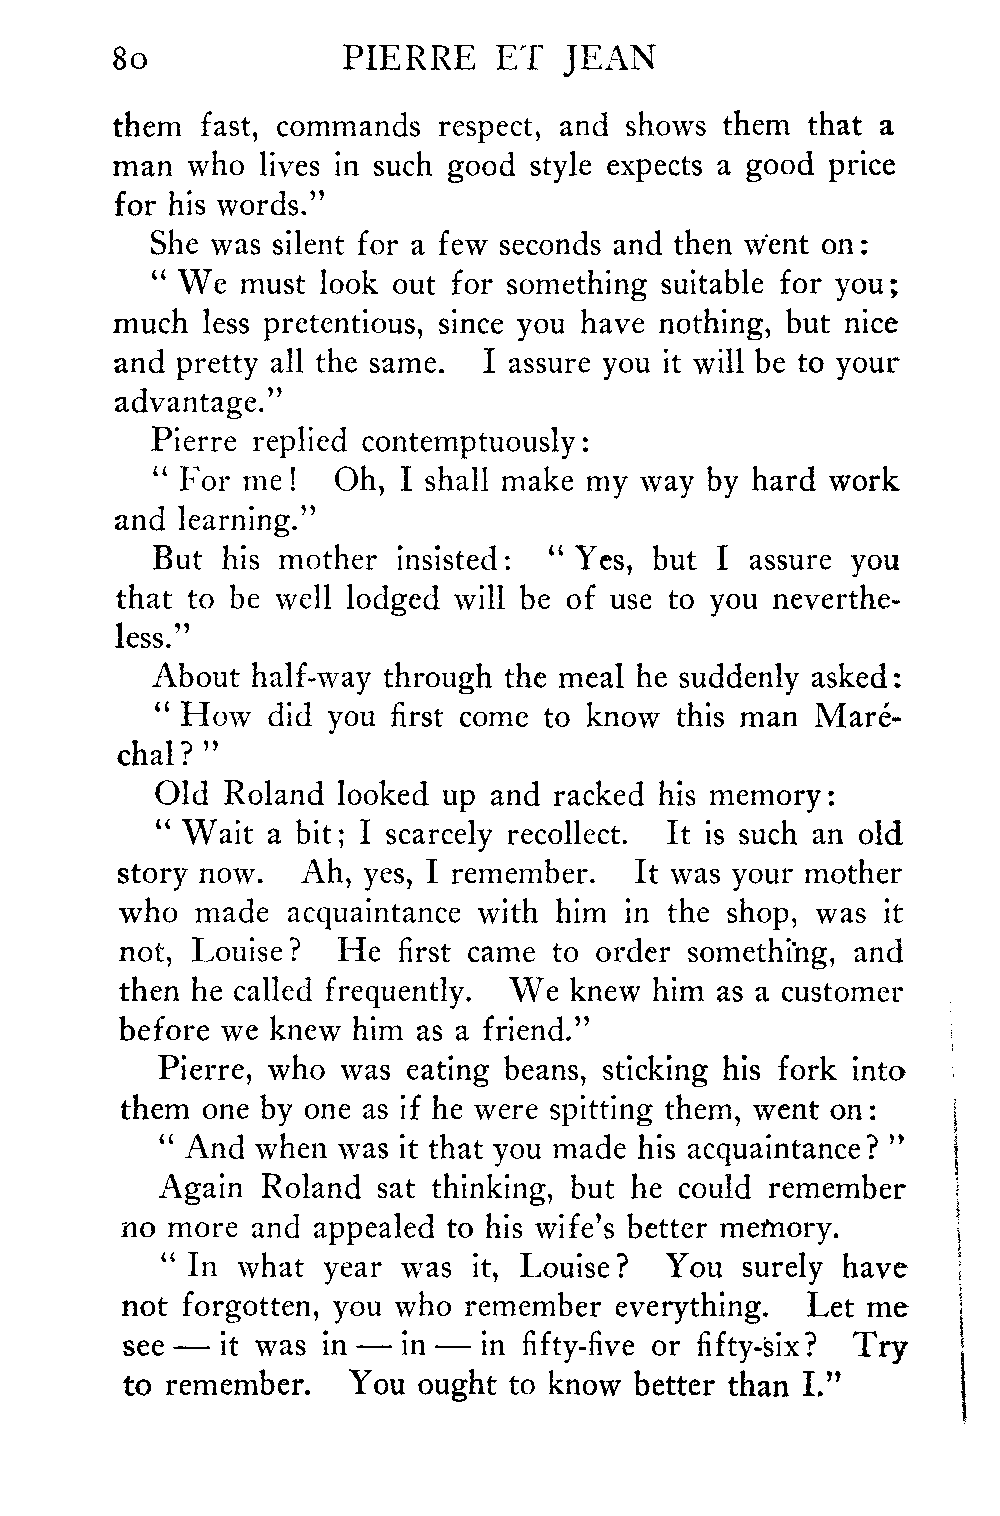 80 PIERRE ET JEAN
them fast, commands respect, and shows them that a
man who lives in such good style expects a good price
for his words."
She was silent for a few seconds and then went on:
" We must look out for something suitable for you;
much less pretentious, since you have nothing, but nice
and pretty all the same. I assure you it will be to your
advantage."
Pierre replied contemptuously:
" For me! Oh, I shall make my way by hard work
and learning."
But his mother insisted: " Yes, but I assure you
that to be well lodged will be of use to you neverthe-
less."
About half-way through the meal he suddenly asked:
" How did you first come to know this man Maré-
chal? "
Old Roland looked up and racked his memory:
" Wait a bit; I scarcely recollect. It is such an old
story now. Ah, yes, I remember. It was your mother
who made acquaintance with him in the shop, was it
not, Louise? He first came to order something, and
then he called frequently. We knew him as a customer
before we knew him as a friend."
Pierre, who was eating beans, sticking his fork into
them one by one as if he were spitting them, went on:
" And when was it that you made his acquaintance? "
Again Roland sat thinking, but he could remember
no more and appealed to his wife's better memory.
" In what year was it, Louise? You surely have
not forgotten, you who remember everything. Let me
see — it was in — in — in fifty-five or fifty-six? Try
to remember. You ought to know better than I."